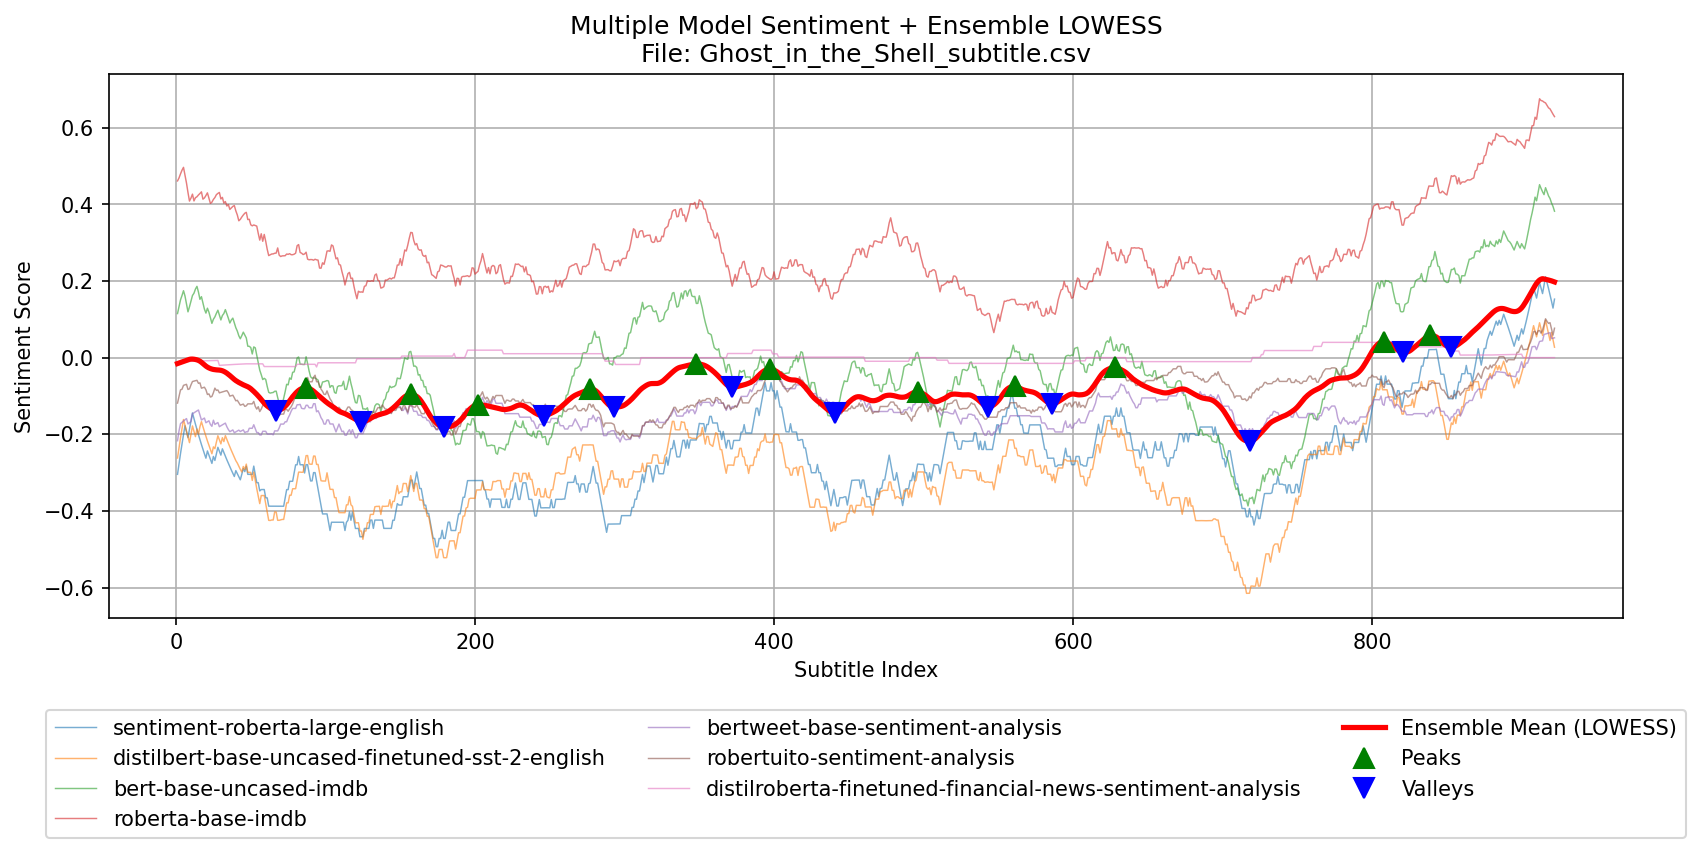 Multiple Model Sentiment + Ensemble LOWESS
File: Ghost_in_the_Shell_subtitle.csv
Sentiment Score
0.6
0.4
0.2
0.0
−0.2
−0.4
−0.6
0 200 400 600 800
Subtitle Index
sentiment-roberta-large-english
distilbert-base-uncased-finetuned-sst-2-english
bert-base-uncased-imdb
roberta-base-imdb
bertweet-base-sentiment-analysis
robertuito-sentiment-analysis
distilroberta-finetuned-financial-news-sentiment-analysis
Ensemble Mean (LOWESS)
Peaks
Valleys